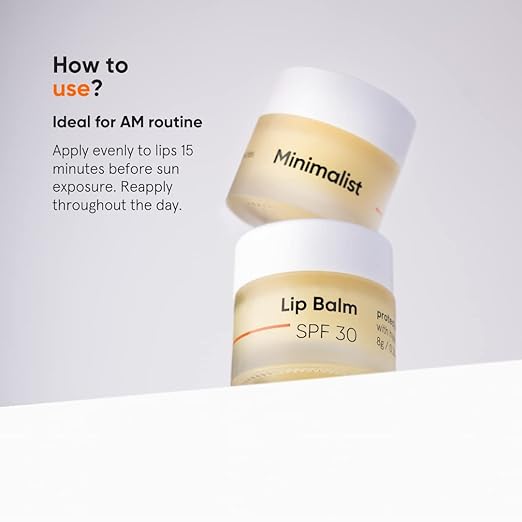 How to
use?
Ideal for AM routine
Apply evenly to lips 15
minutes before sun
exposure. Reapply
throughout the day.
Minimalist
Lip Balm
SPF 30
8g /